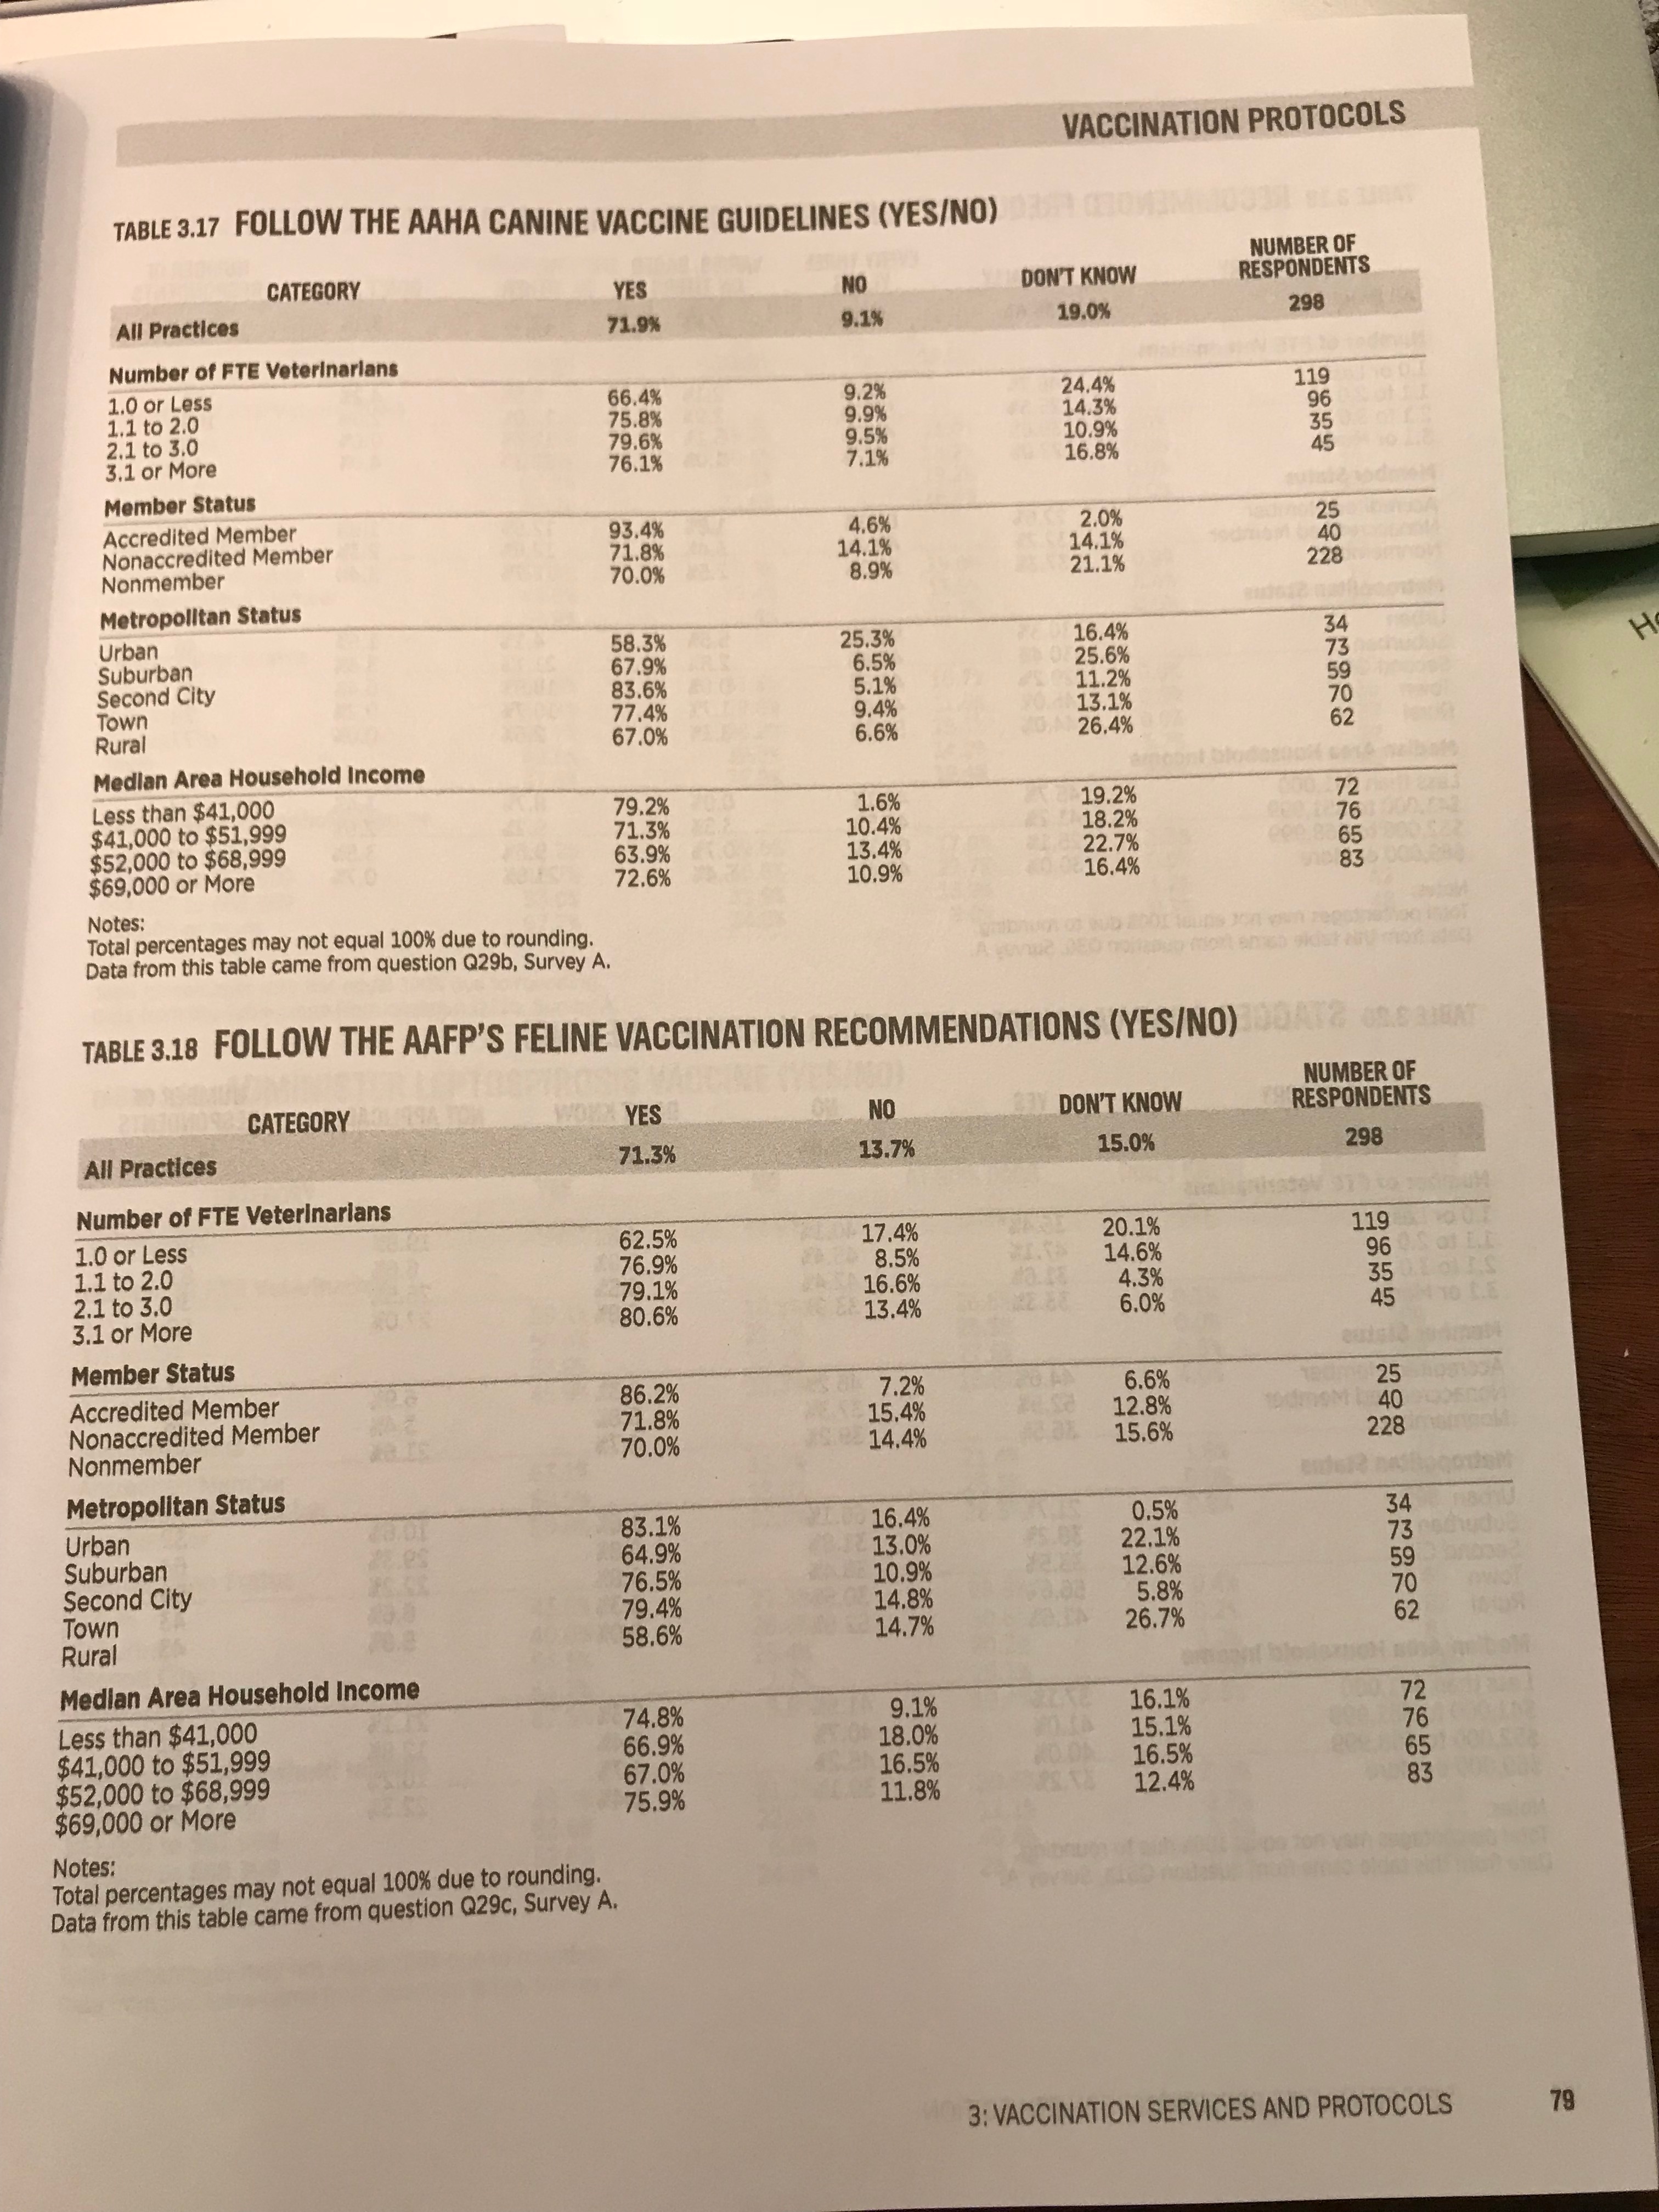 VACCINATION PROTOCOLS
TABLE 3.17 FOLLOW THE AAHA CANINE VACCINE GUIDELINES (YES/NO)
CATEGORY YES NO DON'T KNOW NUMBER OF RESPONDENTS
All Practices 71.9% 9.1% 19.0% 298
Number of FTE Veterinarians
1.0 or Less 66.4% 9.2% 24.4% 119
1.1 to 2.0 75.8% 9.9% 14.3% 96
2.1 to 3.0 79.6% 9.5% 10.9% 35
3.1 or More 76.1% 7.1% 16.8% 45
Member Status
Accredited Member 93.4% 4.6% 2.0% 25
Nonaccredited Member 71.8% 14.1% 14.1% 40
Nonmember 70.0% 8.9% 21.1% 228
Metropolitan Status
Urban 58.3% 25.3% 16.4% 34
Suburban 67.9% 6.5% 25.6% 73
Second City 83.6% 5.1% 11.2% 59
Town 77.4% 9.4% 13.1% 70
Rural 67.0% 6.6% 26.4% 62
Median Area Household Income
Less than $41,000 79.2% 1.6% 19.2% 72
$41,000 to $51,999 71.3% 10.4% 18.2% 76
$52,000 to $68,999 63.9% 13.4% 22.7% 65
$69,000 or More 72.6% 10.9% 16.4% 83
Notes:
Total percentages may not equal 100% due to rounding.
Data from this table came from question Q29b, Survey A.
TABLE 3.18 FOLLOW THE AAFP'S FELINE VACCINATION RECOMMENDATIONS (YES/NO)
CATEGORY YES NO DON'T KNOW NUMBER OF RESPONDENTS
All Practices 71.3% 13.7% 15.0% 298
Number of FTE Veterinarians
1.0 or Less 62.5% 17.4% 20.1% 119
1.1 to 2.0 76.9% 8.5% 14.6% 96
2.1 to 3.0 79.1% 16.6% 4.3% 35
3.1 or More 80.6% 13.4% 6.0% 45
Member Status
Accredited Member 86.2% 7.2% 6.6% 25
Nonaccredited Member 71.8% 15.4% 12.8% 40
Nonmember 70.0% 14.4% 15.6% 228
Metropolitan Status
Urban 83.1% 16.4% 0.5% 34
Suburban 64.9% 13.0% 22.1% 73
Second City 76.5% 10.9% 12.6% 59
Town 79.4% 14.8% 5.8% 70
Rural 58.6% 14.7% 26.7% 62
Median Area Household Income
Less than $41,000 74.8% 9.1% 16.1% 72
$41,000 to $51,999 66.9% 18.0% 15.1% 76
$52,000 to $68,999 67.0% 16.5% 16.5% 65
$69,000 or More 75.9% 11.8% 12.4% 83
Notes:
Total percentages may not equal 100% due to rounding.
Data from this table came from question Q29c, Survey A.
3: VACCINATION SERVICES AND PROTOCOLS 79